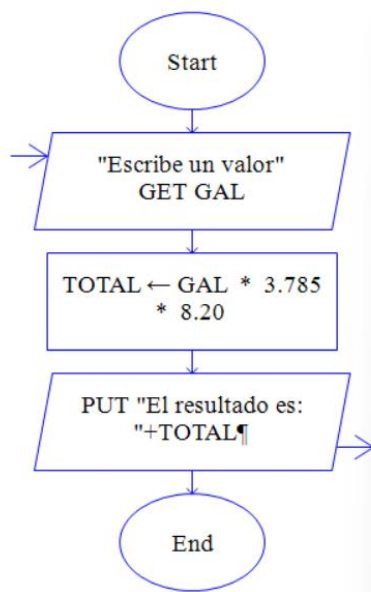 Start
"Escribe un valor"
GET GAL
TOTAL ← GAL * 3.785
* 8.20
PUT "El resultado es:
"+TOTAL¶
End